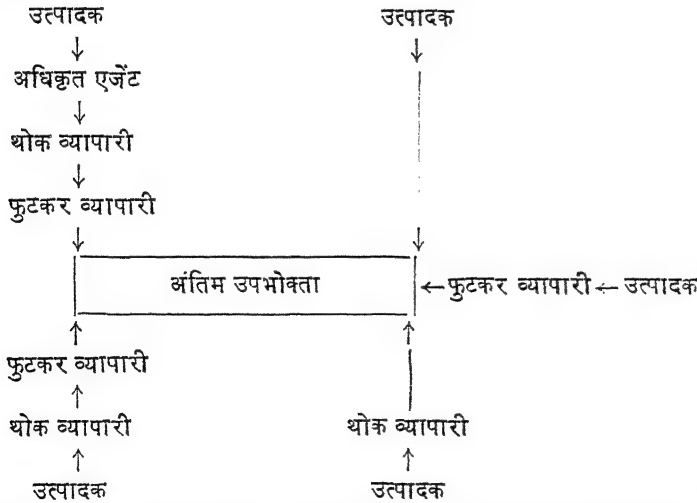 उत्पादक उत्पादक
अधिकृत एजेंट
थोक व्यापारी
फुटकर व्यापारी
अंतिम उपभोक्ता ←फुटकर व्यापारी← उत्पादक
फुटकर व्यापारी
थोक व्यापारी थोक व्यापारी
उत्पादक उत्पादक